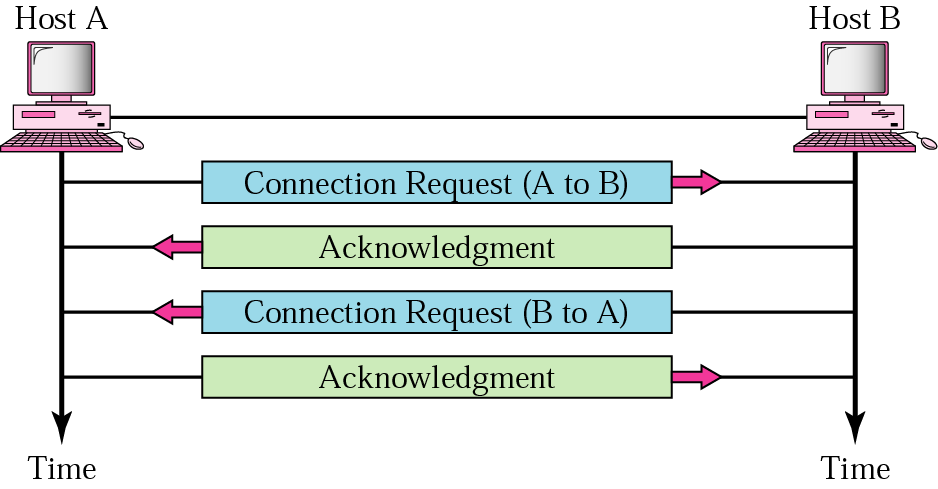 Host A
Host B
Connection Request (A to B)
Acknowledgment
Connection Request (B to A)
Acknowledgment
Time
Time